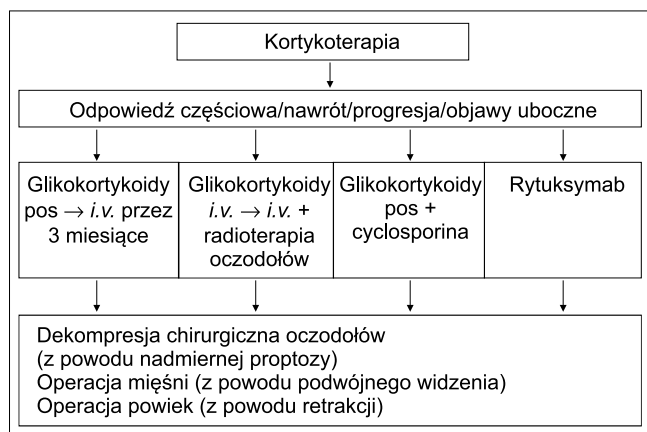 Kortykoterapia
Odpowiedź częściowa/nawrót/progresja/objawy uboczne
Glikokortykoidy
pos → i.v. przez
3 miesiące
Glikokortykoidy
i.v. → i.v. +
radioterapia
oczodołów
Glikokortykoidy
pos +
cyclosporina
Rytuksymab
Dekompresja chirurgiczna oczodołów
(z powodu nadmiernej proptozy)
Operacja mięśni (z powodu podwójnego widzenia)
Operacja powiek (z powodu retrakcji)